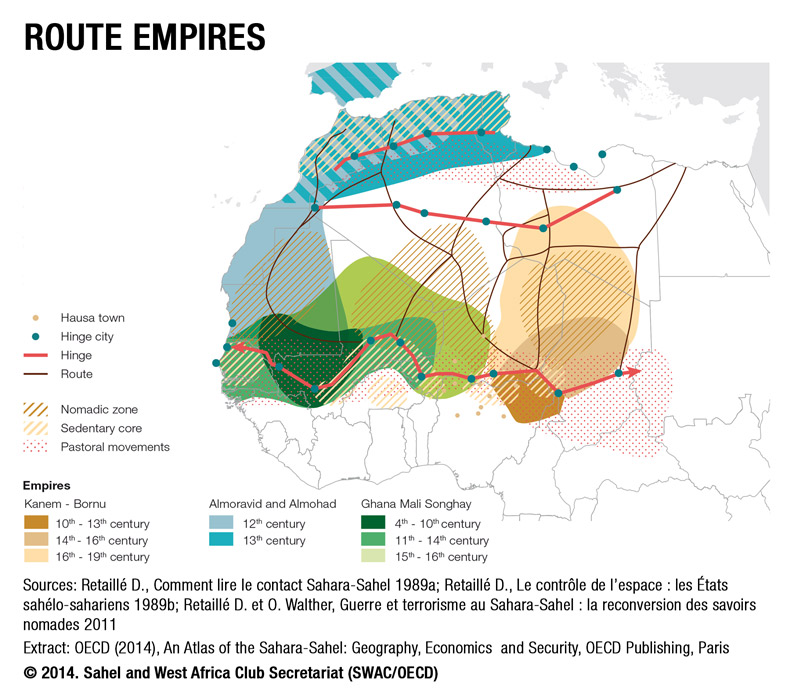 ROUTE EMPIRES
Hausa town
Hinge city
Hinge
Route
Nomadic zone
Sedentary core
Pastoral movements
Empires
Kanem - Bornu
10th - 13th century
14th - 16th century
16th - 19th century
Almoravid and Almohad
12th century
13th century
Ghana Mali Songhay
4th - 10th century
11th - 14th century
15th - 16th century
Sources: Retaillé D., Comment lire le contact Sahara-Sahel 1989a; Retaillé D., Le contrôle de l'espace : les États
sahélo-sahariens 1989b; Retaillé D. et O. Walther, Guerre et terrorisme au Sahara-Sahel : la reconversion des savoirs
nomades 2011
Extract: OECD (2014), An Atlas of the Sahara-Sahel: Geography, Economics and Security, OECD Publishing, Paris
© 2014. Sahel and West Africa Club Secretariat (SWAC/OECD)